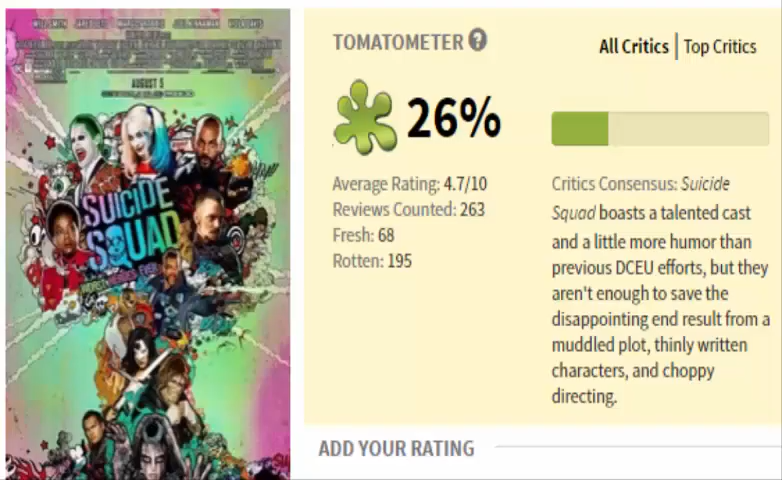 AUGUST 5
SUICIDE
SQUAD
TOMATOMETER ?
All Critics | Top Critics
26%
Average Rating: 4.7/10
Reviews Counted: 263
Fresh: 68
Rotten: 195
Critics Consensus: Suicide
Squad boasts a talented cast
and a little more humor than
previous DCEU efforts, but they
aren't enough to save the
disappointing end result from a
muddled plot, thinly written
characters, and choppy
directing.
ADD YOUR RATING